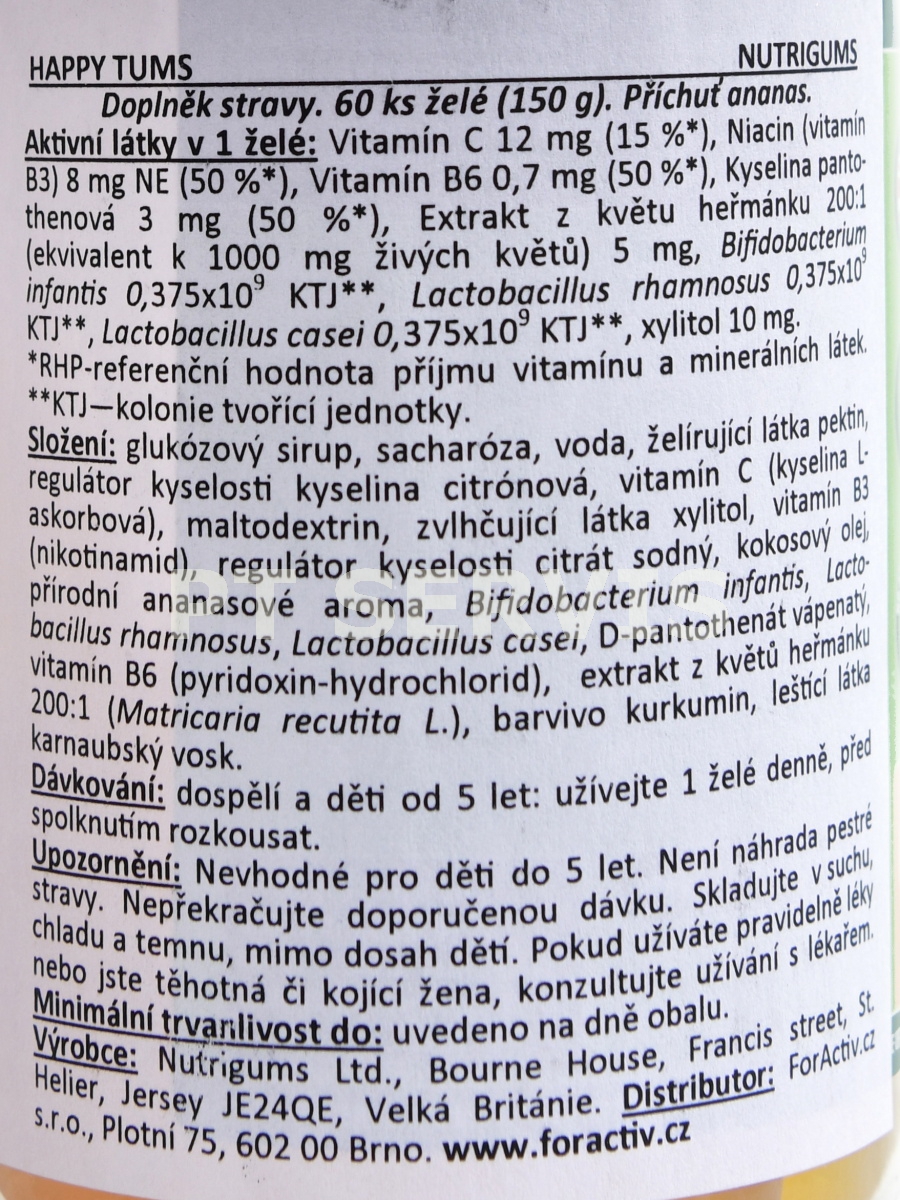 HAPPY TUMS NUTRIGUMS
Doplněk stravy. 60 ks želé (150 g). Příchuť ananas.
Aktivní látky v 1 želé: Vitamín C 12 mg (15 %*), Niacin (vitamín
B3) 8 mg NE (50 %*), Vitamín B6 0,7 mg (50 %*), Kyselina panto-
thenová 3 mg (50 %*), Extrakt z květu heřmánku 200:1
(ekvivalent k 1000 mg živých květů) 5 mg, Bifidobacterium
infantis 0,375x10⁹ KTJ**, Lactobacillus rhamnosus 0,375x10⁹
KTJ**, Lactobacillus casei 0,375x10⁹ KTJ**, xylitol 10 mg.
*RHP-referenční hodnota příjmu vitamínu a minerálních látek.
**KTJ—kolonie tvořící jednotky.
Složení: glukózový sirup, sacharóza, voda, želírující látka pektin,
regulátor kyselosti kyselina citrónová, vitamín C (kyselina L-
askorbová), maltodextrin, zvlhčující látka xylitol, vitamín B3
(nikotinamid), regulátor kyselosti citrát sodný, kokosový olej,
přírodní ananasové aroma, Bifidobacterium infantis, Lacto-
bacillus rhamnosus, Lactobacillus casei, D-pantothenát vápenatý,
vitamín B6 (pyridoxin-hydrochlorid), extrakt z květů heřmánku
200:1 (Matricaria recutita L.), barvivo kurkumin, leštící látka
karnaubský vosk.
Dávkování: dospělí a děti od 5 let: užívejte 1 želé denně, před
spolknutím rozkousat.
Upozornění: Nevhodné pro děti do 5 let. Není náhrada pestré
stravy. Nepřekračujte doporučenou dávku. Skladujte v suchu,
chladu a temnu, mimo dosah dětí. Pokud užíváte pravidelně léky
nebo jste těhotná či kojící žena, konzultujte užívání s lékařem.
Minimální trvanlivost do: uvedeno na dně obalu.
Výrobce: Nutrigums Ltd., Bourne House, Francis street, St.
Helier, Jersey JE24QE, Velká Británie. Distributor: ForActiv.cz
s.r.o., Plotní 75, 602 00 Brno. www.foractiv.cz
PT SERVIS